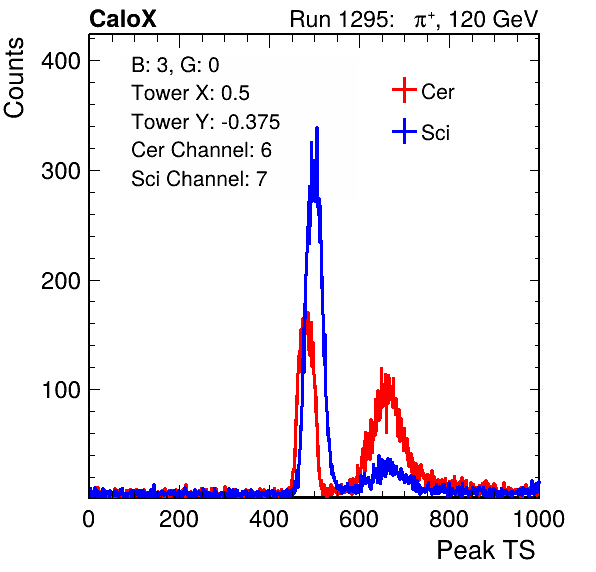 CaloX Run 1295: π⁺, 120 GeV
Counts
B: 3, G: 0
Tower X: 0.5
Tower Y: -0.375
Cer Channel: 6
Sci Channel: 7
Cer
Sci
400
300
200
100
0 200 400 600 800 1000
Peak TS